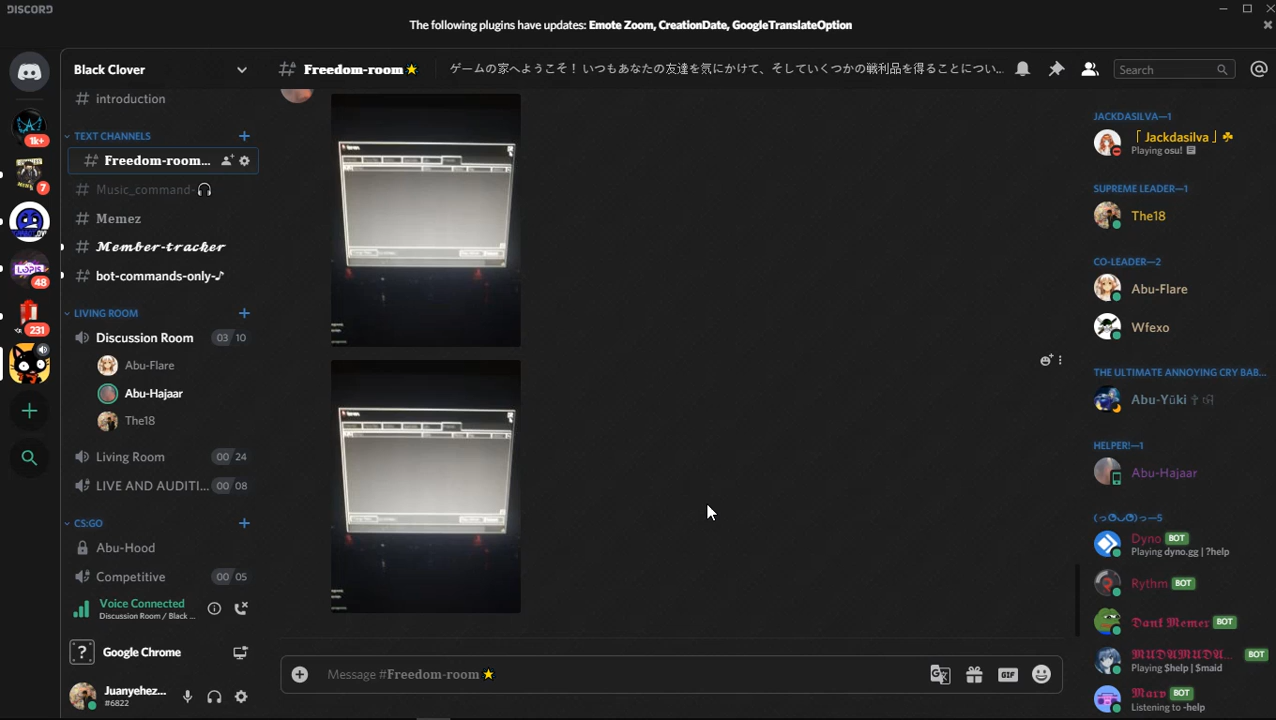 DISCORD
The following plugins have updates: Emote Zoom, CreationDate, GoogleTranslateOption
Black Clover
Freedom-room
ゲームの家へようこそ！ いつもあなたの友達を気にかけて、そしていくつかの戦利品を得ることについ...
Search
introduction
TEXT CHANNELS
Freedom-room...
Music_command-
Memez
Member-tracker
bot-commands-only-♪
LIVING ROOM
Discussion Room 03 10
Abu-Flare
Abu-Hajaar
The18
Living Room 00 24
LIVE AND AUDITI... 00 08
CS:GO
Abu-Hood
Competitive 00 05
Voice Connected
Discussion Room / Black ...
Google Chrome
Juanyehez...
#6822
1k+
7
48
231
LOPIS
Message #Freedom-room
GIF
JACKDASILVA—1
「 Jackdasilva 」☘
Playing osu!
SUPREME LEADER—1
The18
CO-LEADER—2
Abu-Flare
Wfexo
THE ULTIMATE ANNOYING CRY BAB...
Abu-Yūki
HELPER!—1
Abu-Hajaar
—5
Dyno BOT
Playing dyno.gg | ?help
Rythm BOT
Dank Memer BOT
MUDAMUDA... BOT
Playing $help | $maid
Marv BOT
Listening to -help